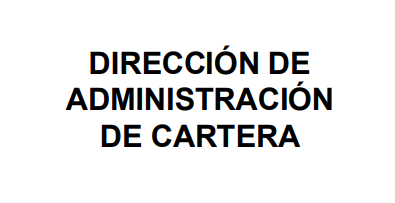 DIRECCIÓN DE
ADMINISTRACIÓN
DE CARTERA